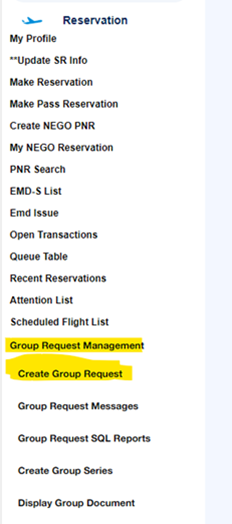 Reservation
My Profile
**Update SR Info
Make Reservation
Make Pass Reservation
Create NEGO PNR
My NEGO Reservation
PNR Search
EMD-S List
Emd Issue
Open Transactions
Queue Table
Recent Reservations
Attention List
Scheduled Flight List
Group Request Management
Create Group Request
Group Request Messages
Group Request SQL Reports
Create Group Series
Display Group Document